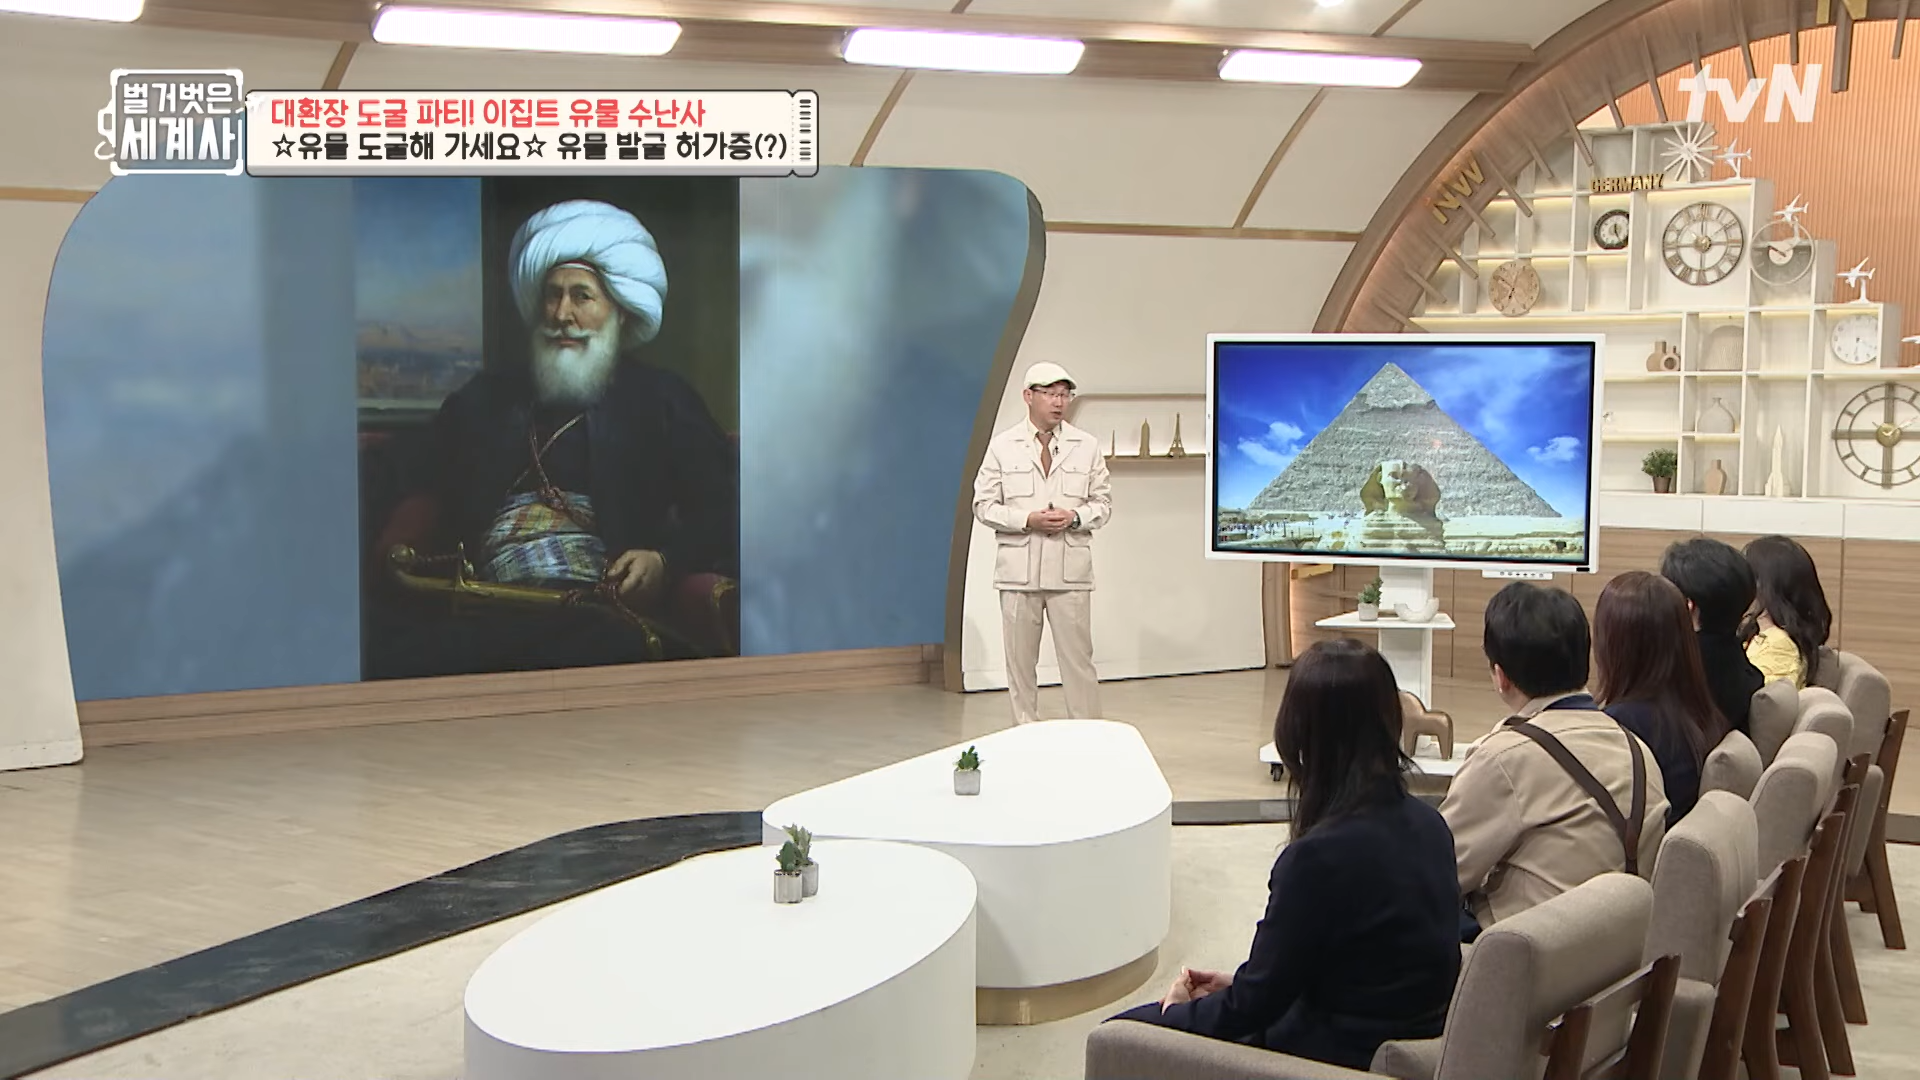 벌거벗은
세계사
대환장 도굴 파티! 이집트 유물 수난사
☆유물 도굴해 가세요☆ 유물 발굴 허가증(?)
tvN
NW
GERMANY